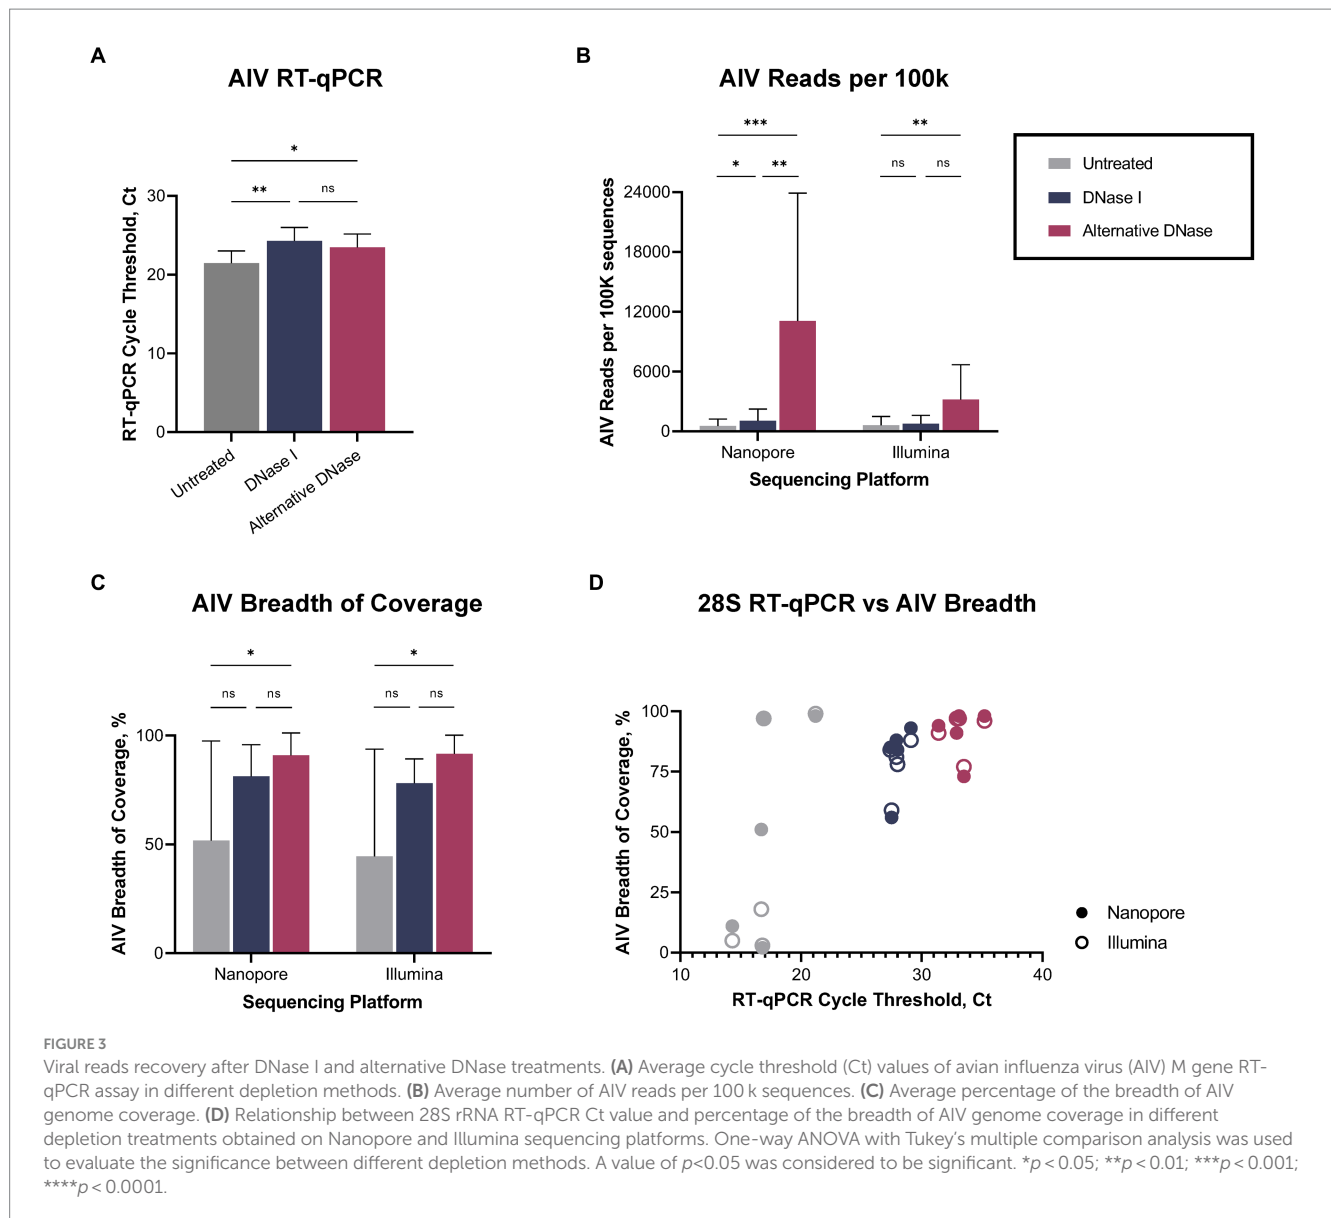 A
AIV RT-qPCR
*
**
ns
RT-qPCR Cycle Threshold, Ct
30
20
10
0
Untreated
DNase I
Alternative DNase
B
AIV Reads per 100k
***
**
*
**
ns
ns
AIV Reads per 100K sequences
24000
18000
12000
6000
0
Nanopore
Illumina
Sequencing Platform
Untreated
DNase I
Alternative DNase
C
AIV Breadth of Coverage
*
*
ns
ns
ns
ns
AIV Breadth of Coverage, %
100
50
0
Nanopore
Illumina
Sequencing Platform
D
28S RT-qPCR vs AIV Breadth
AIV Breadth of Coverage, %
100
75
50
25
0
10
20
30
40
RT-qPCR Cycle Threshold, Ct
Nanopore
Illumina
FIGURE 3
Viral reads recovery after DNase I and alternative DNase treatments. (A) Average cycle threshold (Ct) values of avian influenza virus (AIV) M gene RT-
qPCR assay in different depletion methods. (B) Average number of AIV reads per 100 k sequences. (C) Average percentage of the breadth of AIV
genome coverage. (D) Relationship between 28S rRNA RT-qPCR Ct value and percentage of the breadth of AIV genome coverage in different
depletion treatments obtained on Nanopore and Illumina sequencing platforms. One-way ANOVA with Tukey's multiple comparison analysis was used
to evaluate the significance between different depletion methods. A value of p<0.05 was considered to be significant. *p < 0.05; **p < 0.01; ***p < 0.001;
****p < 0.0001.